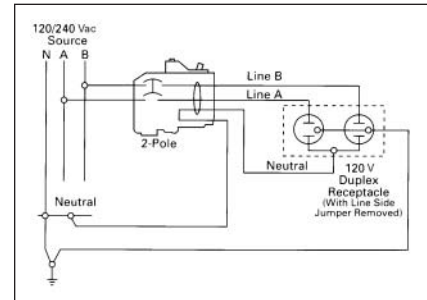 120/240 Vac
Source
N A B
Line B
Line A
2-Pole
Neutral
120 V
Duplex
Receptacle
(With Line Side
Jumper Removed)
Neutral